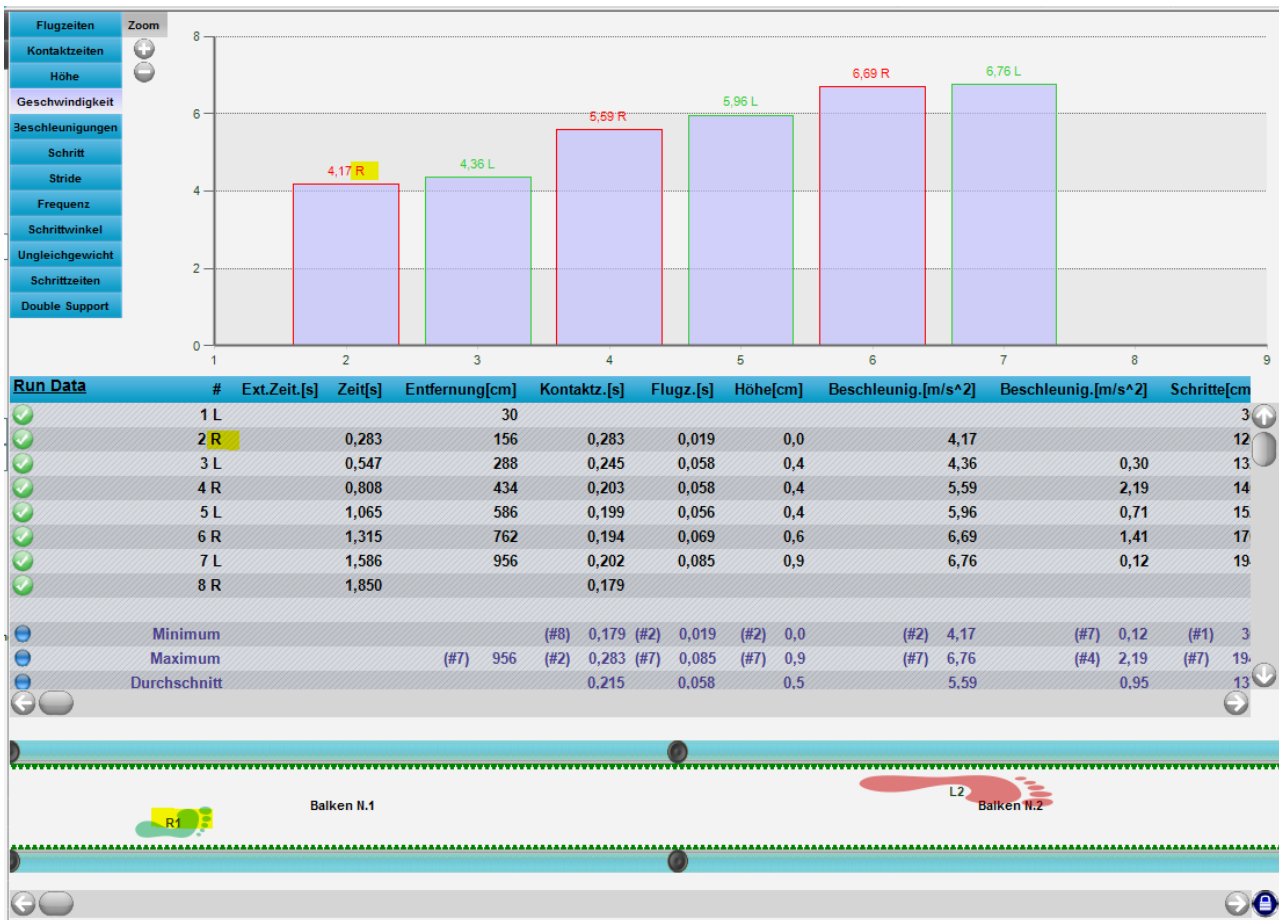 Flugzeiten
Zoom
Kontaktzeiten
Höhe
Geschwindigkeit
Beschleunigungen
Schritt
Stride
Frequenz
Schrittwinkel
Ungleichgewicht
Schrittzeiten
Double Support
8
6
4
2
0
4,17 R
4,36 L
5,59 R
5,96 L
6,69 R
6,76 L
1 2 3 4 5 6 7 8 9
Run Data # Ext.Zeit.[s] Zeit[s] Entfernung[cm] Kontaktz.[s] Flugz.[s] Höhe[cm] Beschleunig.[m/s^2] Beschleunig.[m/s^2] Schritte[cm
1 L 30
2 R 0,283 156 0,283 0,019 0,0 4,17
3 L 0,547 288 0,245 0,058 0,4 4,36 0,30
4 R 0,808 434 0,203 0,058 0,4 5,59 2,19
5 L 1,065 586 0,199 0,056 0,4 5,96 0,71
6 R 1,315 762 0,194 0,069 0,6 6,69 1,41
7 L 1,586 956 0,202 0,085 0,9 6,76 0,12
8 R 1,850 0,179
Minimum (#8) 0,179 (#2) 0,019 (#2) 0,0 (#2) 4,17 (#7) 0,12 (#1)
Maximum (#7) 956 (#2) 0,283 (#7) 0,085 (#7) 0,9 (#7) 6,76 (#4) 2,19 (#7)
Durchschnitt 0,215 0,058 0,5 5,59 0,95
R1
Balken N.1
L2
Balken N.2